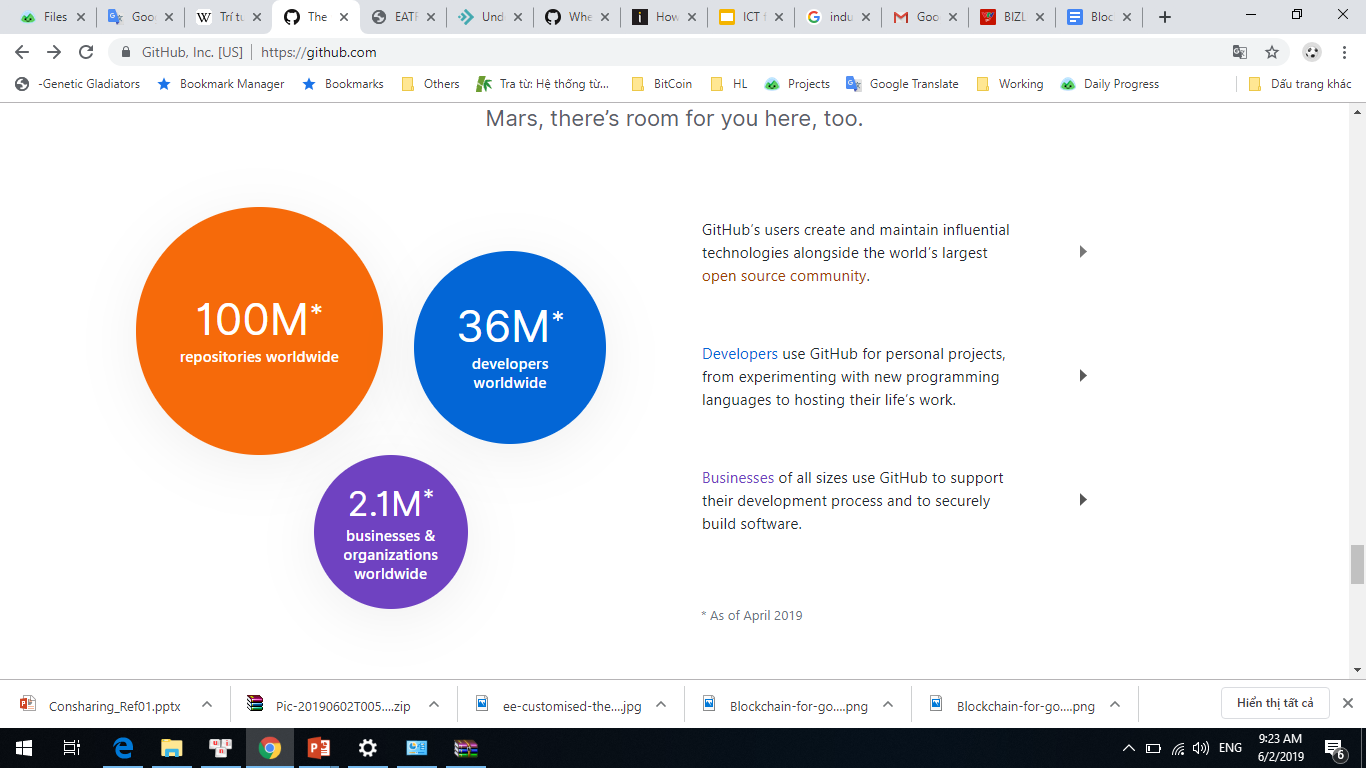 Files
Goo
Trí tu
The
EATF
Und
Whe
How
ICT f
indu
Goo
BIZL
Bloc
GitHub, Inc. [US]
https://github.com
-Genetic Gladiators
Bookmark Manager
Bookmarks
Others
Tra từ: Hệ thống từ...
BitCoin
HL
Projects
Google Translate
Working
Daily Progress
Dấu trang khác
Mars, there’s room for you here, too.
100M*
repositories worldwide
36M*
developers
worldwide
2.1M*
businesses &
organizations
worldwide
GitHub’s users create and maintain influential
technologies alongside the world’s largest
open source community.
Developers use GitHub for personal projects,
from experimenting with new programming
languages to hosting their life’s work.
Businesses of all sizes use GitHub to support
their development process and to securely
build software.
* As of April 2019
Consharing_Ref01.pptx
Pic-20190602T005....zip
ee-customised-the....jpg
Blockchain-for-go....png
Blockchain-for-go....png
Hiển thị tất cả
ENG
9:23 AM
6/2/2019
6